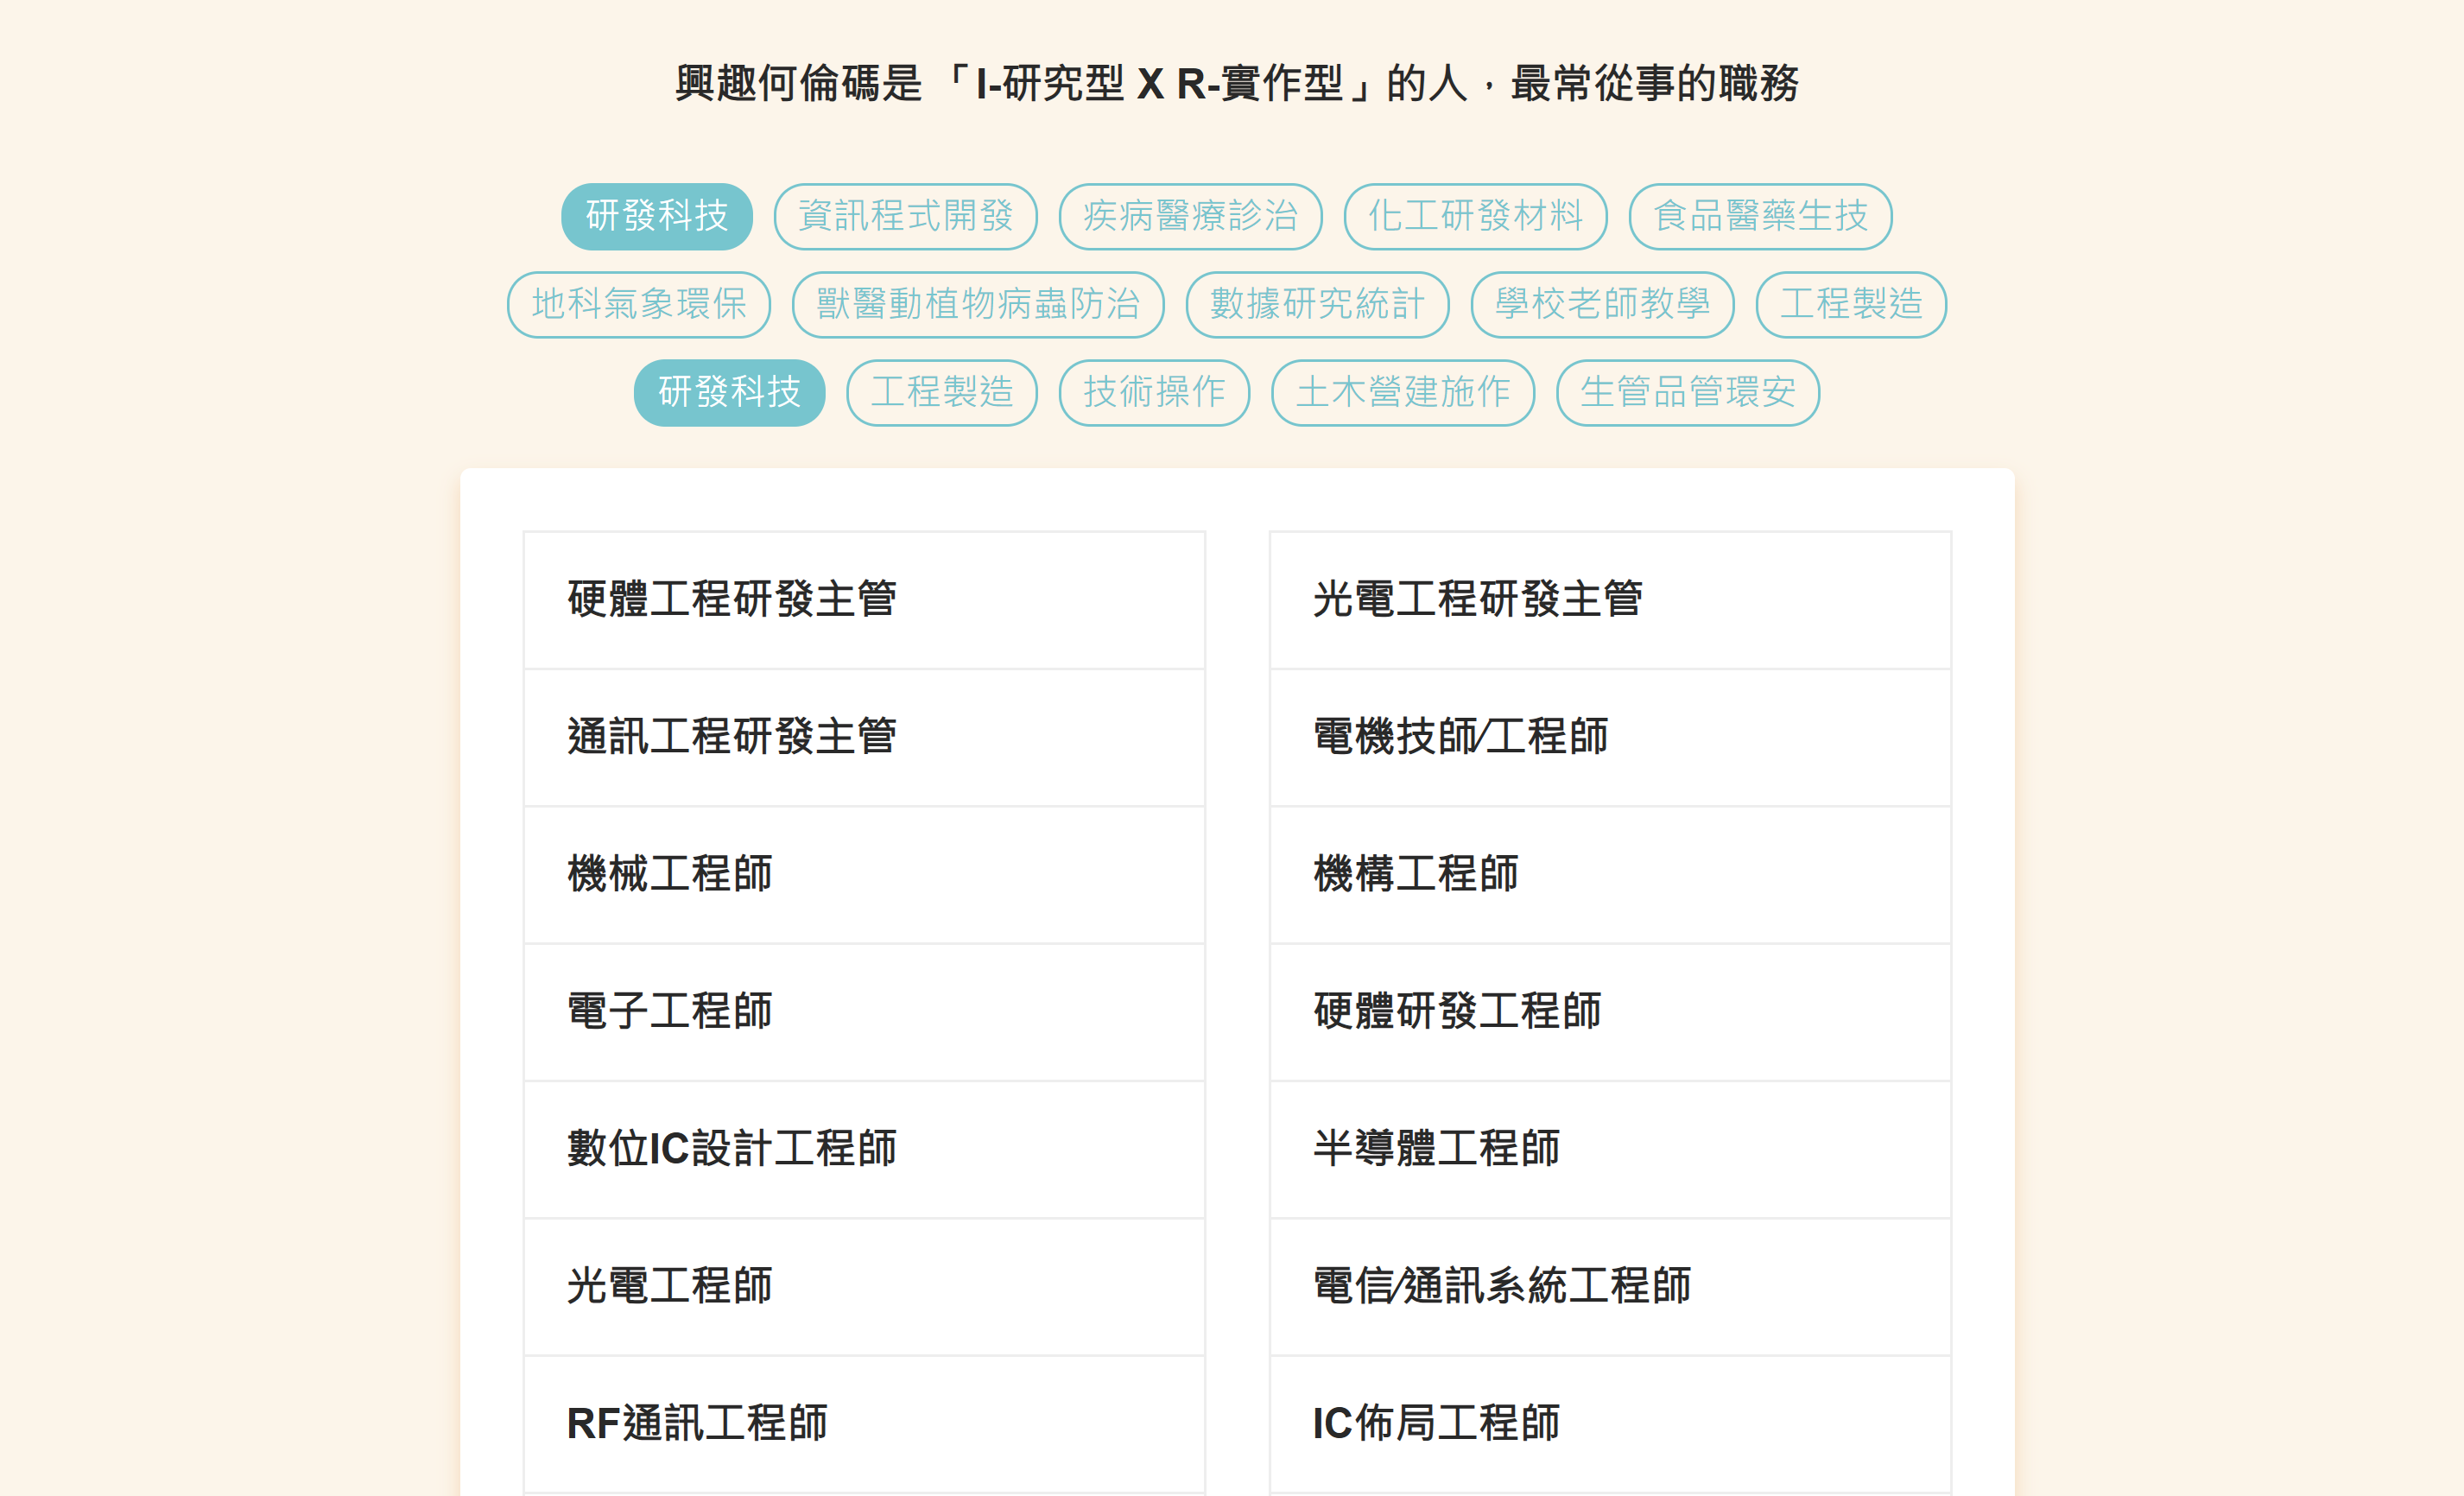 興趣何倫碼是「I-研究型 X R-實作型」的人，最常從事的職務
研發科技 資訊程式開發 疾病醫療診治 化工研發材料 食品醫藥生技
地科氣象環保 獸醫動植物病蟲防治 數據研究統計 學校老師教學 工程製造
研發科技 工程製造 技術操作 土木營建施作 生管品管環安
硬體工程研發主管 光電工程研發主管
通訊工程研發主管 電機技師∕工程師
機械工程師 機構工程師
電子工程師 硬體研發工程師
數位IC設計工程師 半導體工程師
光電工程師 電信∕通訊系統工程師
RF通訊工程師 IC佈局工程師